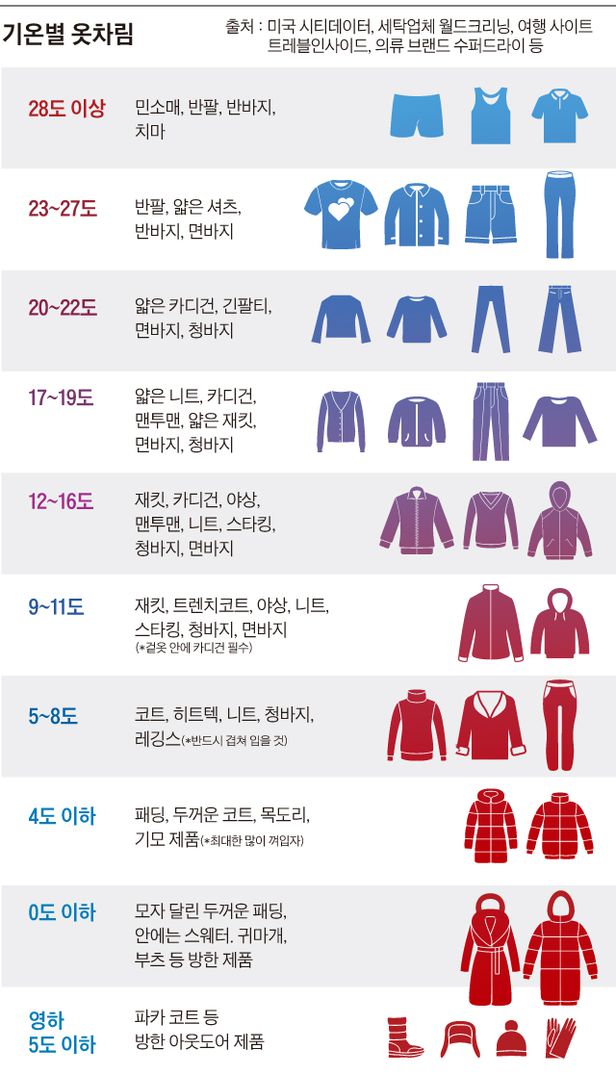 기온별 옷차림
출처 : 미국 시티데이터, 세탁업체 월드크리닝, 여행 사이트
트레블인사이드, 의류 브랜드 수퍼드라이 등
28도 이상
민소매, 반팔, 반바지,
치마
23~27도
반팔, 얇은 셔츠,
반바지, 면바지
20~22도
얇은 카디건, 긴팔티,
면바지, 청바지
17~19도
얇은 니트, 카디건,
맨투맨, 얇은 재킷,
면바지, 청바지
12~16도
재킷, 카디건, 야상,
맨투맨, 니트, 스타킹,
청바지, 면바지
9~11도
재킷, 트렌치코트, 야상, 니트,
스타킹, 청바지, 면바지
(*겉옷 안에 카디건 필수)
5~8도
코트, 히트텍, 니트, 청바지,
레깅스(*반드시 겹쳐 입을 것)
4도 이하
패딩, 두꺼운 코트, 목도리,
기모 제품(*최대한 많이 껴입자)
0도 이하
모자 달린 두꺼운 패딩,
안에는 스웨터. 귀마개,
부츠 등 방한 제품
영하
5도 이하
파카 코트 등
방한 아웃도어 제품